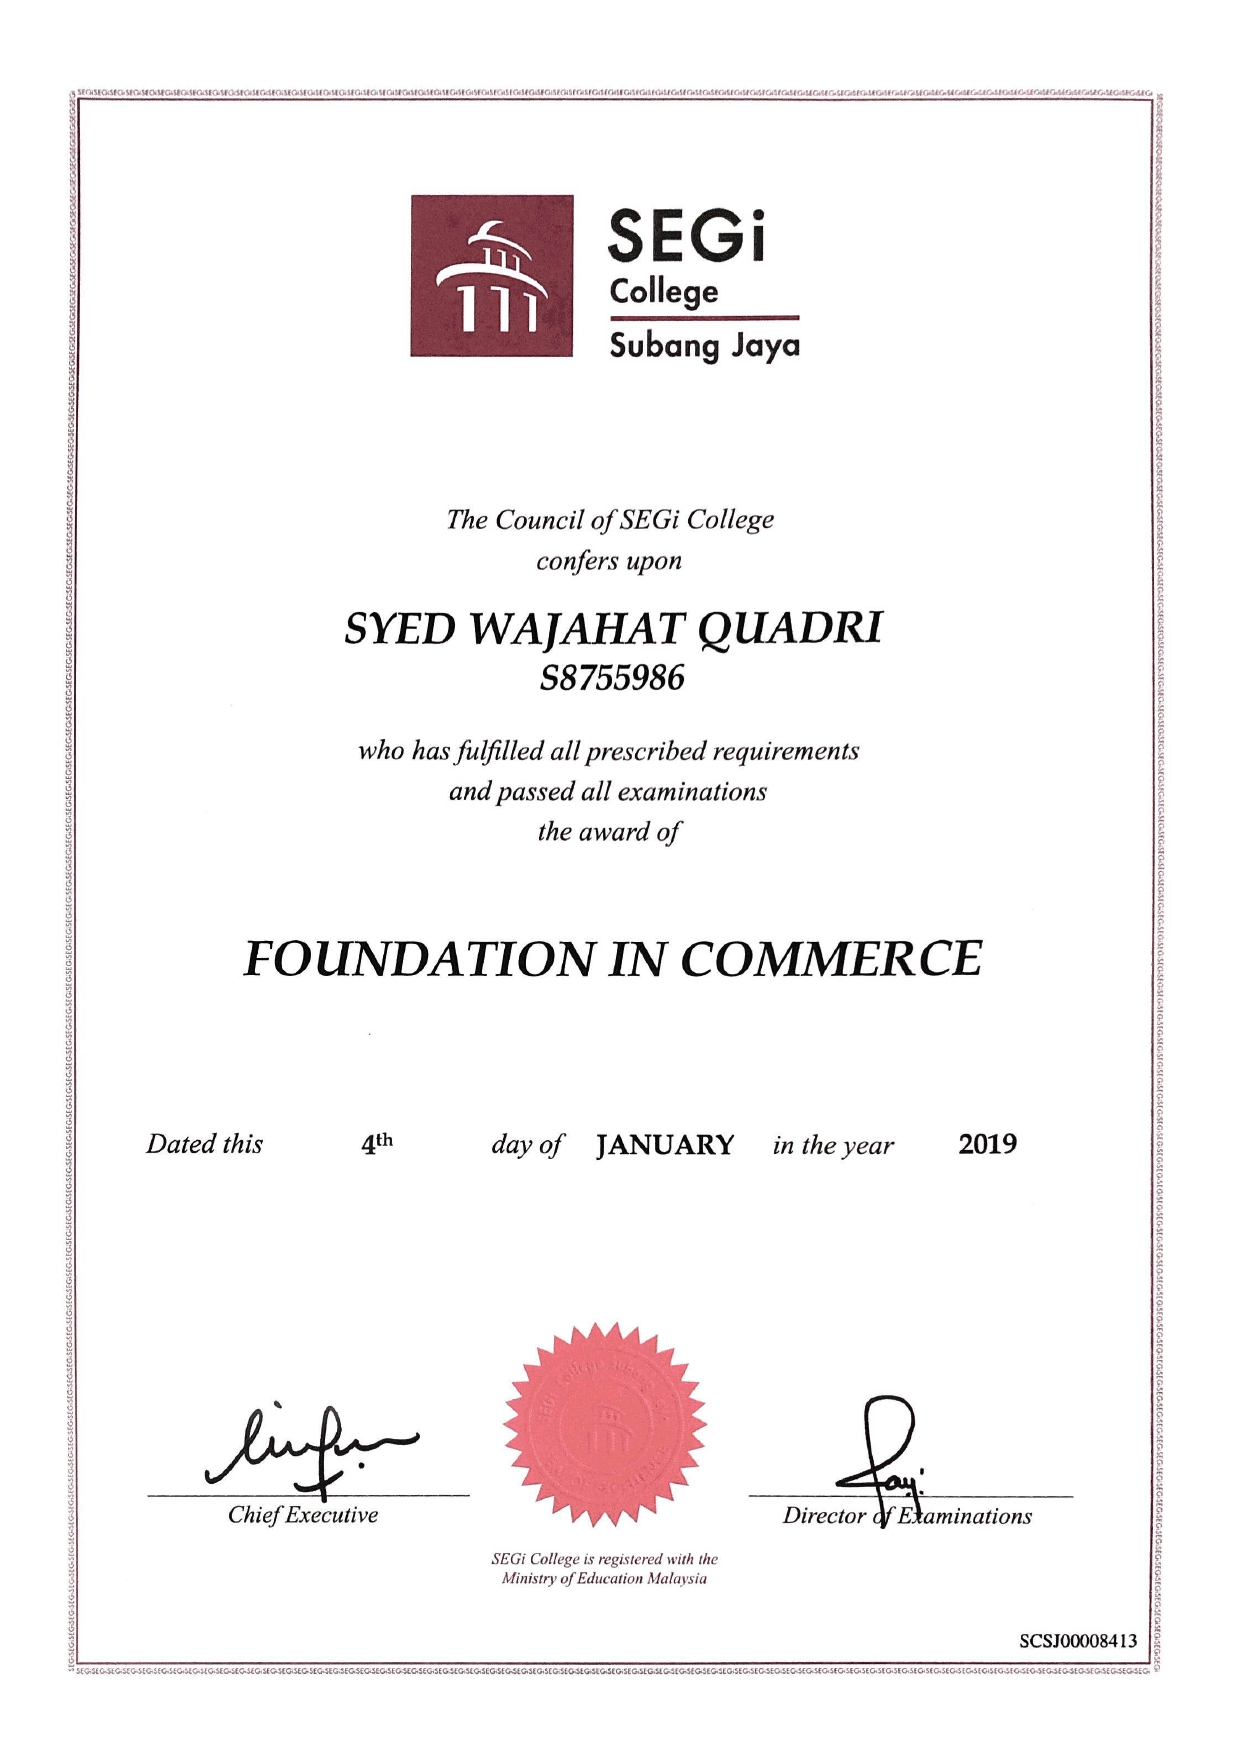 SEGi
College
Subang Jaya
The Council of SEGi College
confers upon
SYED WAJAHAT QUADRI
S8755986
who has fulfilled all prescribed requirements
and passed all examinations
the award of
FOUNDATION IN COMMERCE
Dated this 4th day of JANUARY in the year 2019
Chief Executive
Director of Examinations
SEGi College is registered with the
Ministry of Education Malaysia
SCSJ00008413